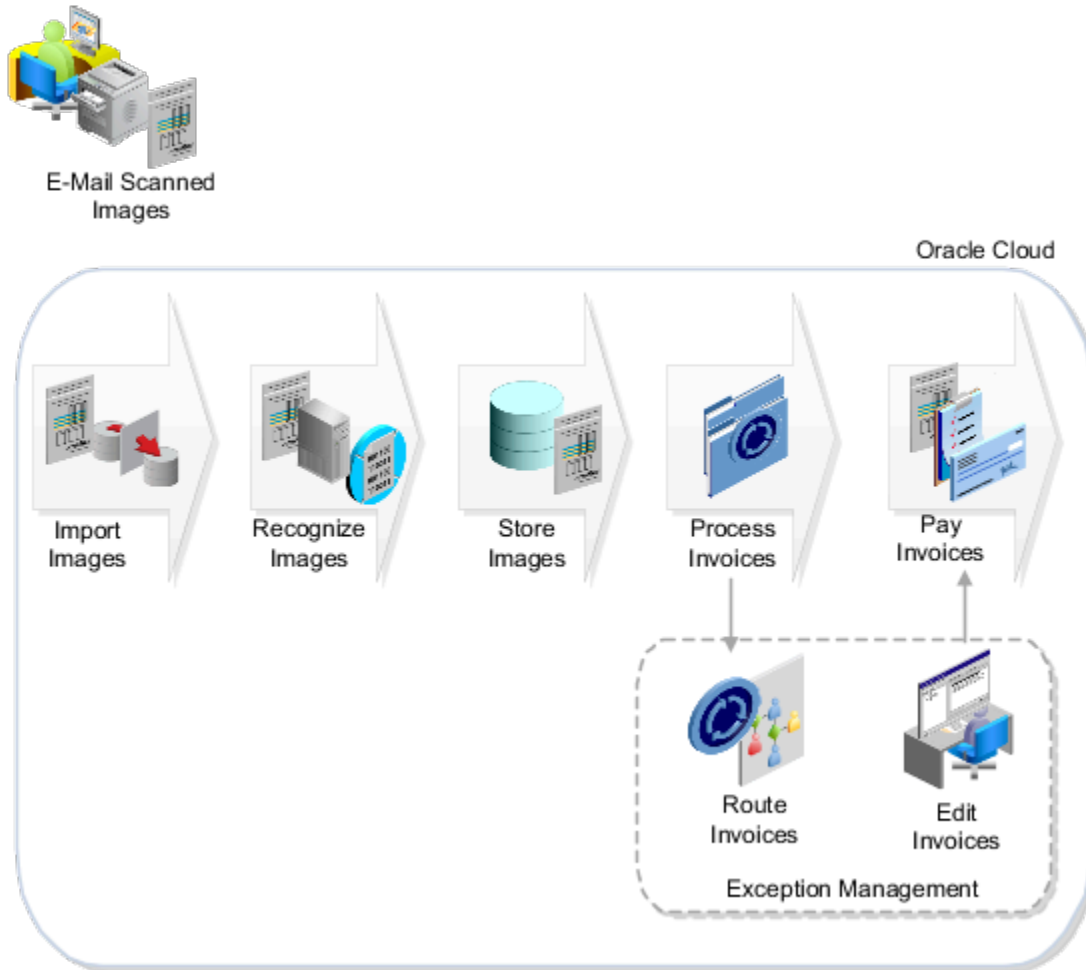 E-Mail Scanned
Images
Oracle Cloud
Import
Images
Recognize
Images
Store
Images
Process
Invoices
Pay
Invoices
Route
Invoices
Edit
Invoices
Exception Management